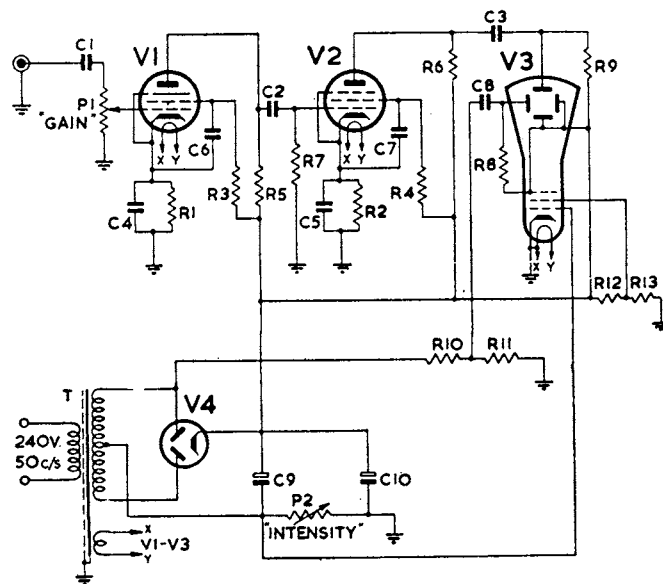 C1
V1
V2
C3
V3
P1
"GAIN"
C2
R6
C8
R9
C6
R3
R5
R7
C7
R4
R8
X Y
X Y
C4
R1
C5
R2
X Y
R12
R13
R10
R11
T
V4
240V.
50c/s
C9
C10
P2
"INTENSITY"
X
V1-V3
Y